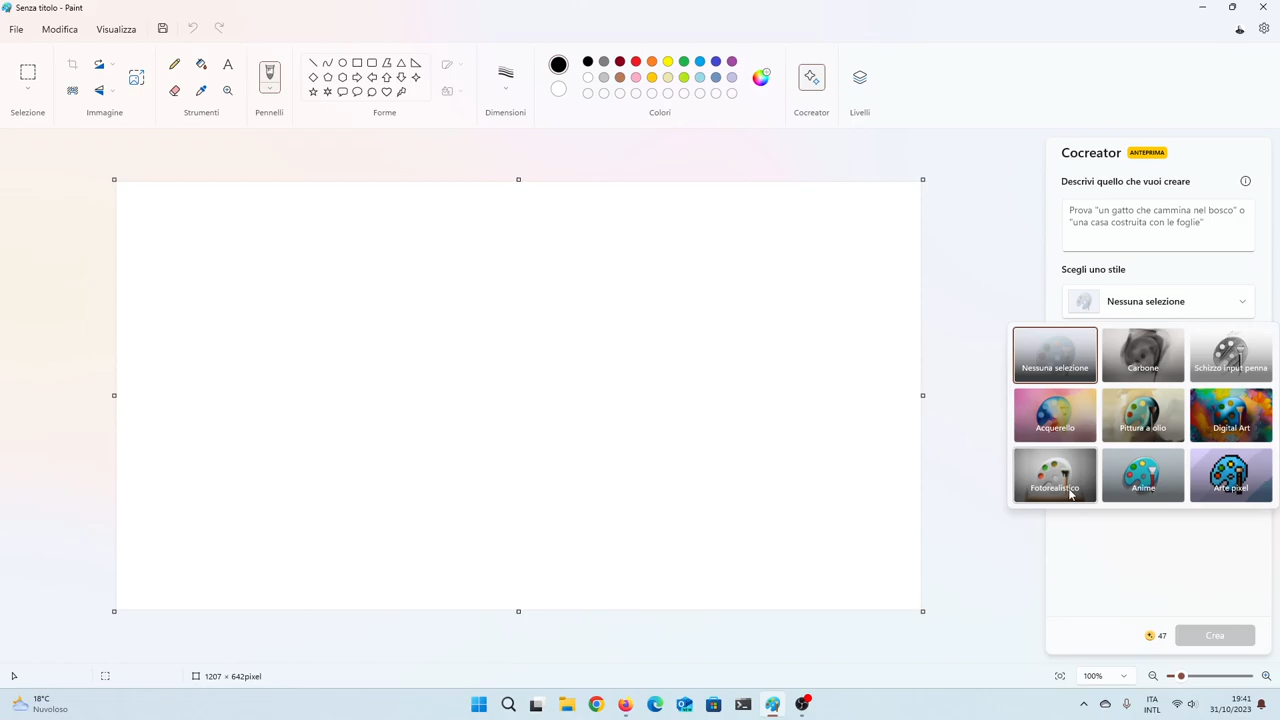 Senza titolo - Paint
File
Modifica
Visualizza
Selezione
Immagine
Strumenti
Pennelli
Forme
Dimensioni
Colori
Cocreator
Livelli
Cocreator ANTEPRIMA
Descrivi quello che vuoi creare
Prova "un gatto che cammina nel bosco" o
"una casa costruita con le foglie"
Scegli uno stile
Nessuna selezione
Nessuna selezione
Carbone
Schizzo input penna
Acquerello
Pittura a olio
Digital Art
Fotorealistico
Anime
Arte pixel
47
Crea
1207 × 642pixel
100%
18°C
Nuvoloso
ITA
INTL
19:41
31/10/2023